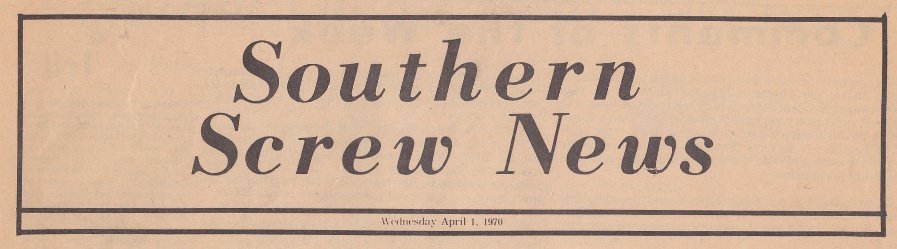 Southern
Screw News
Wednesday April 1, 1970